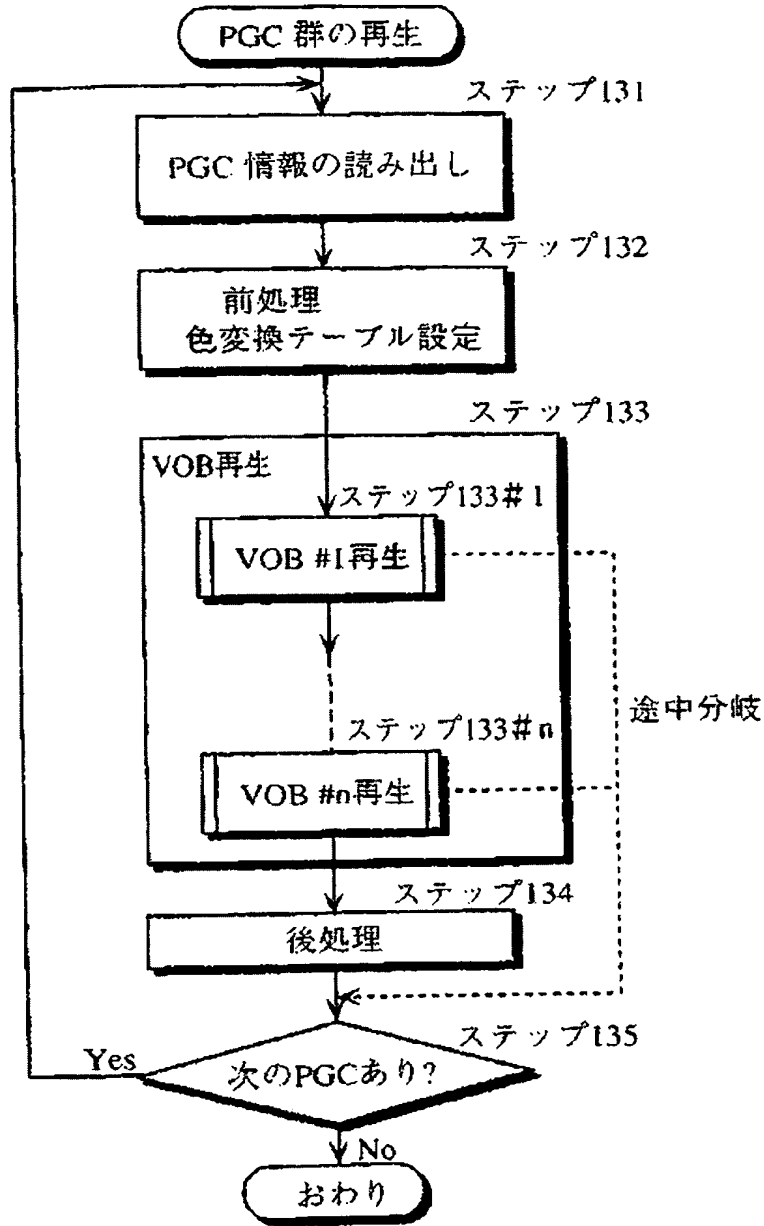 PGC 群の再生
ステップ131
PGC 情報の読み出し
ステップ132
前処理
色変換テーブル設定
ステップ133
VOB再生
ステップ133#1
VOB #1再生
途中分岐
ステップ133#n
VOB #n再生
ステップ134
後処理
ステップ135
Yes
次のPGCあり?
No
おわり